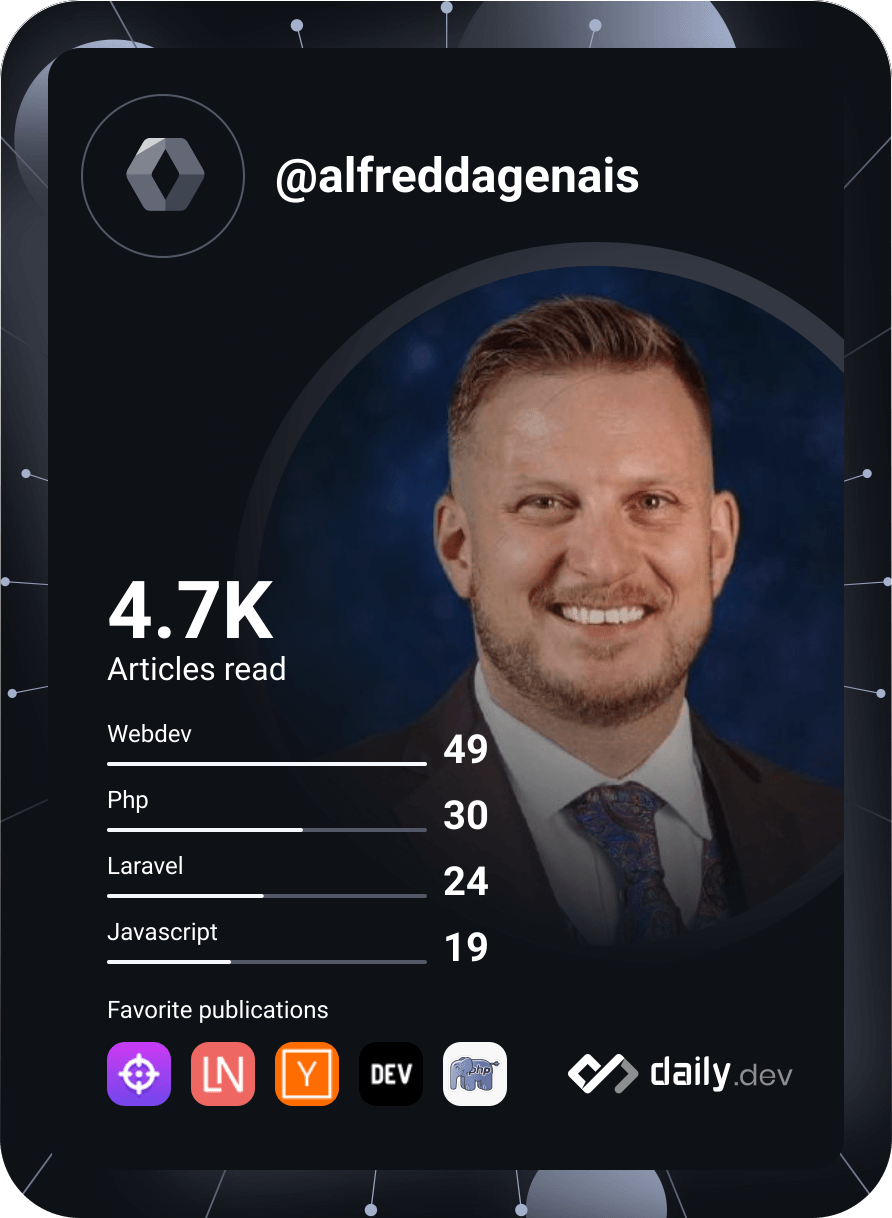 @alfreddagenais
4.7K
Articles read
Webdev
49
Php
30
Laravel
24
Javascript
19
Favorite publications
LN
Y
DEV
php
daily.dev